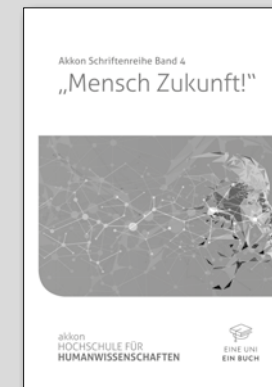 Akkon Schriftenreihe Band 4
„Mensch Zukunft!“
akkon
HOCHSCHULE FÜR
HUMANWISSENSCHAFTEN
EINE UNI
EIN BUCH